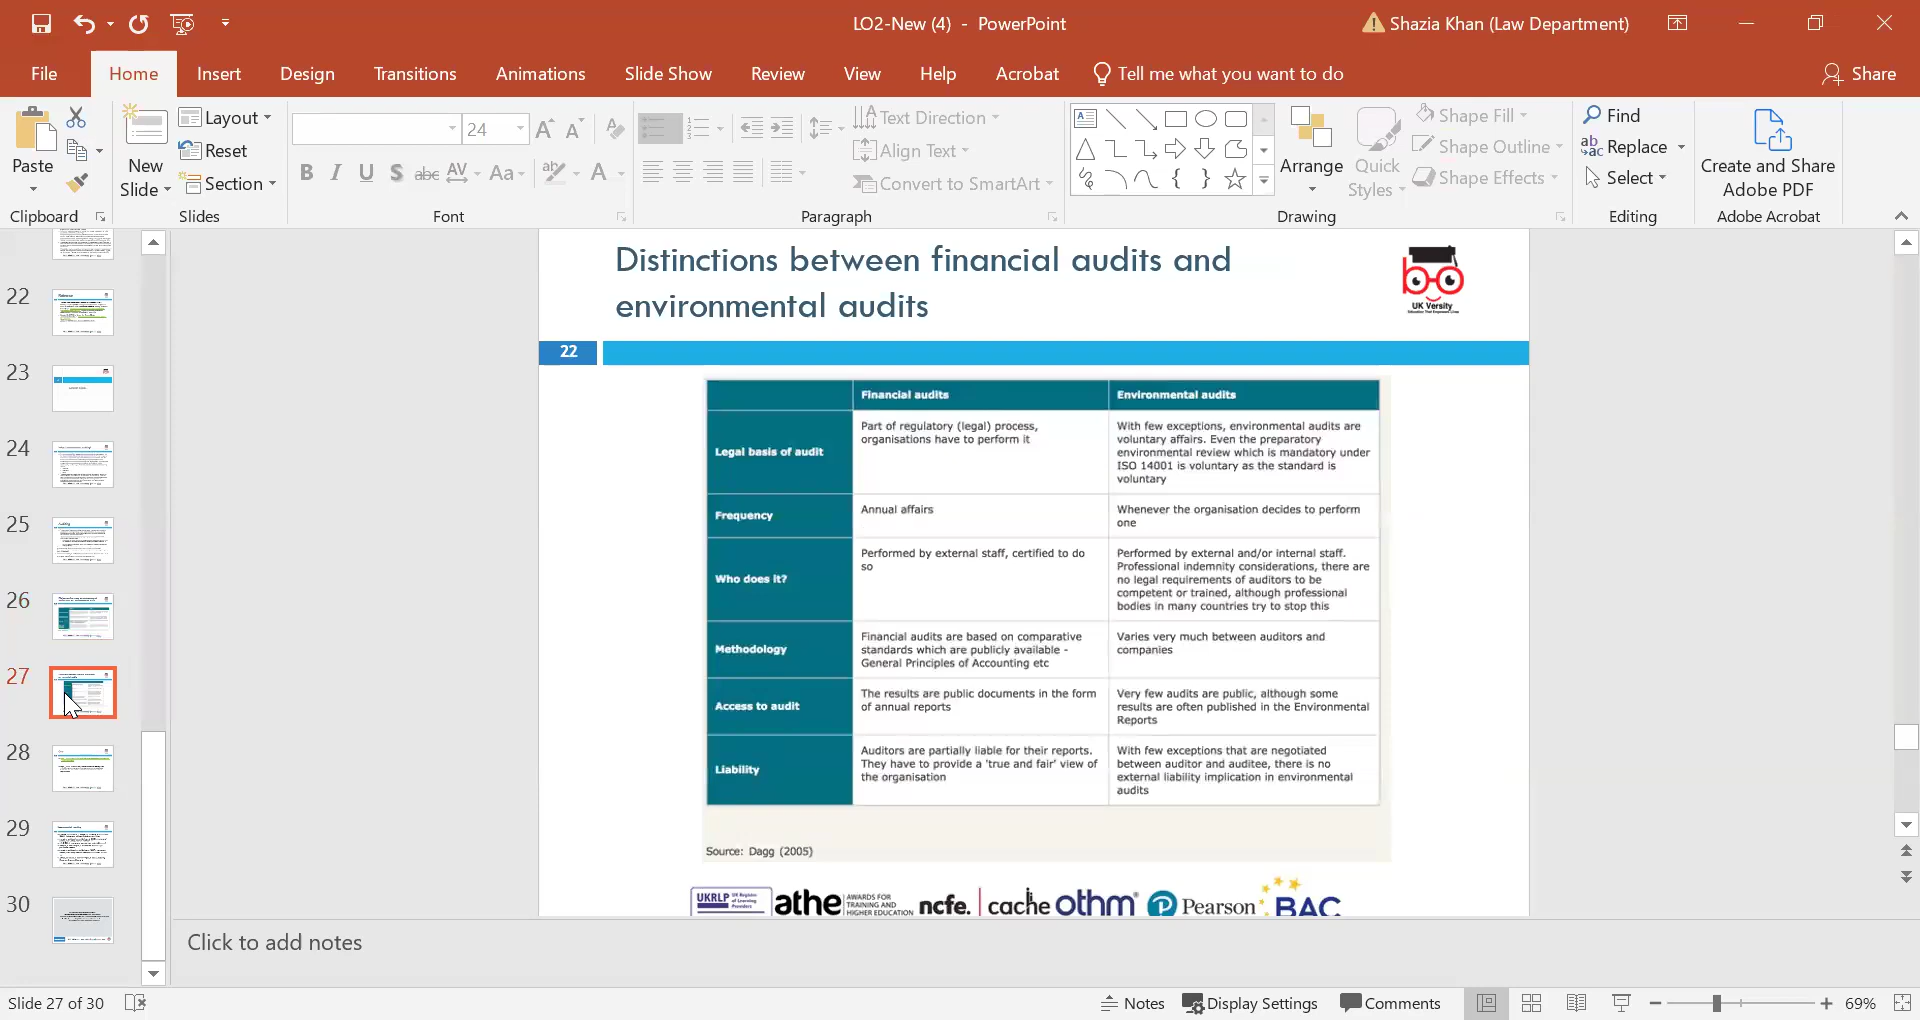 LO2-New (4) - PowerPoint
Shazia Khan (Law Department)
File
Home
Insert
Design
Transitions
Animations
Slide Show
Review
View
Help
Acrobat
Tell me what you want to do
Share
Paste
New
Slide
Layout
Reset
Section
24
B I U S abc AV Aa
A
Text Direction
Align Text
Convert to SmartArt
Arrange
Quick
Styles
Shape Fill
Shape Outline
Shape Effects
Find
Replace
Select
Create and Share
Adobe PDF
Clipboard
Slides
Font
Paragraph
Drawing
Editing
Adobe Acrobat
22
23
24
25
26
27
28
29
30
Distinctions between financial audits and
environmental audits
UK Versity
22
Financial audits
Environmental audits
Legal basis of audit
Part of regulatory (legal) process,
organisations have to perform it
With few exceptions, environmental audits are
voluntary affairs. Even the preparatory
environmental review which is mandatory under
ISO 14001 is voluntary as the standard is
voluntary
Frequency
Annual affairs
Whenever the organisation decides to perform
one
Who does it?
Performed by external staff, certified to do
so
Performed by external and/or internal staff.
Professional indemnity considerations, there are
no legal requirements of auditors to be
competent or trained, although professional
bodies in many countries try to stop this
Methodology
Financial audits are based on comparative
standards which are publicly available -
General Principles of Accounting etc
Varies very much between auditors and
companies
Access to audit
The results are public documents in the form
of annual reports
Very few audits are public, although some
results are often published in the Environmental
Reports
Liability
Auditors are partially liable for their reports.
They have to provide a 'true and fair' view of
the organisation
With few exceptions that are negotiated
between auditor and auditee, there is no
external liability implication in environmental
audits
Source: Dagg (2005)
UKRLP UK Register of Learning Providers
athe AWARDS FOR TRAINING AND HIGHER EDUCATION
ncfe.
cache
othm
Pearson
BAC
Click to add notes
Slide 27 of 30
Notes
Display Settings
Comments
69%